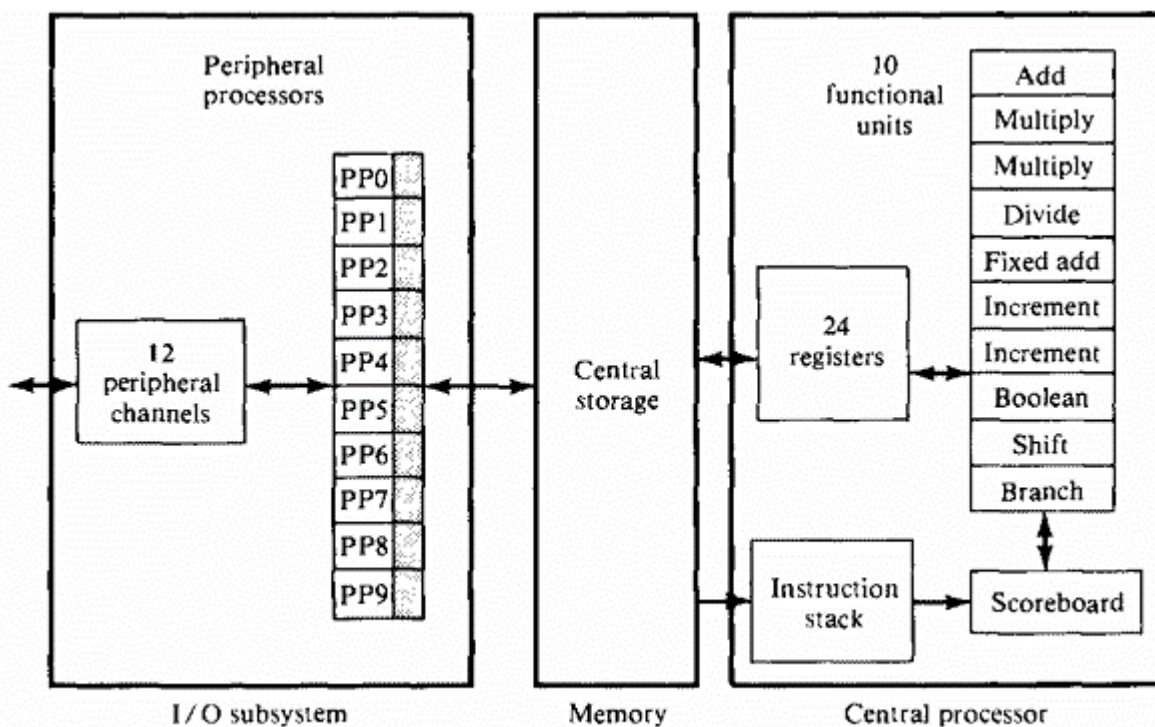 Peripheral
processors
PP0
PP1
PP2
PP3
PP4
PP5
PP6
PP7
PP8
PP9
12
peripheral
channels
I/O subsystem
Central
storage
Memory
10
functional
units
Add
Multiply
Multiply
Divide
Fixed add
Increment
Increment
Boolean
Shift
Branch
24
registers
Instruction
stack
Scoreboard
Central processor